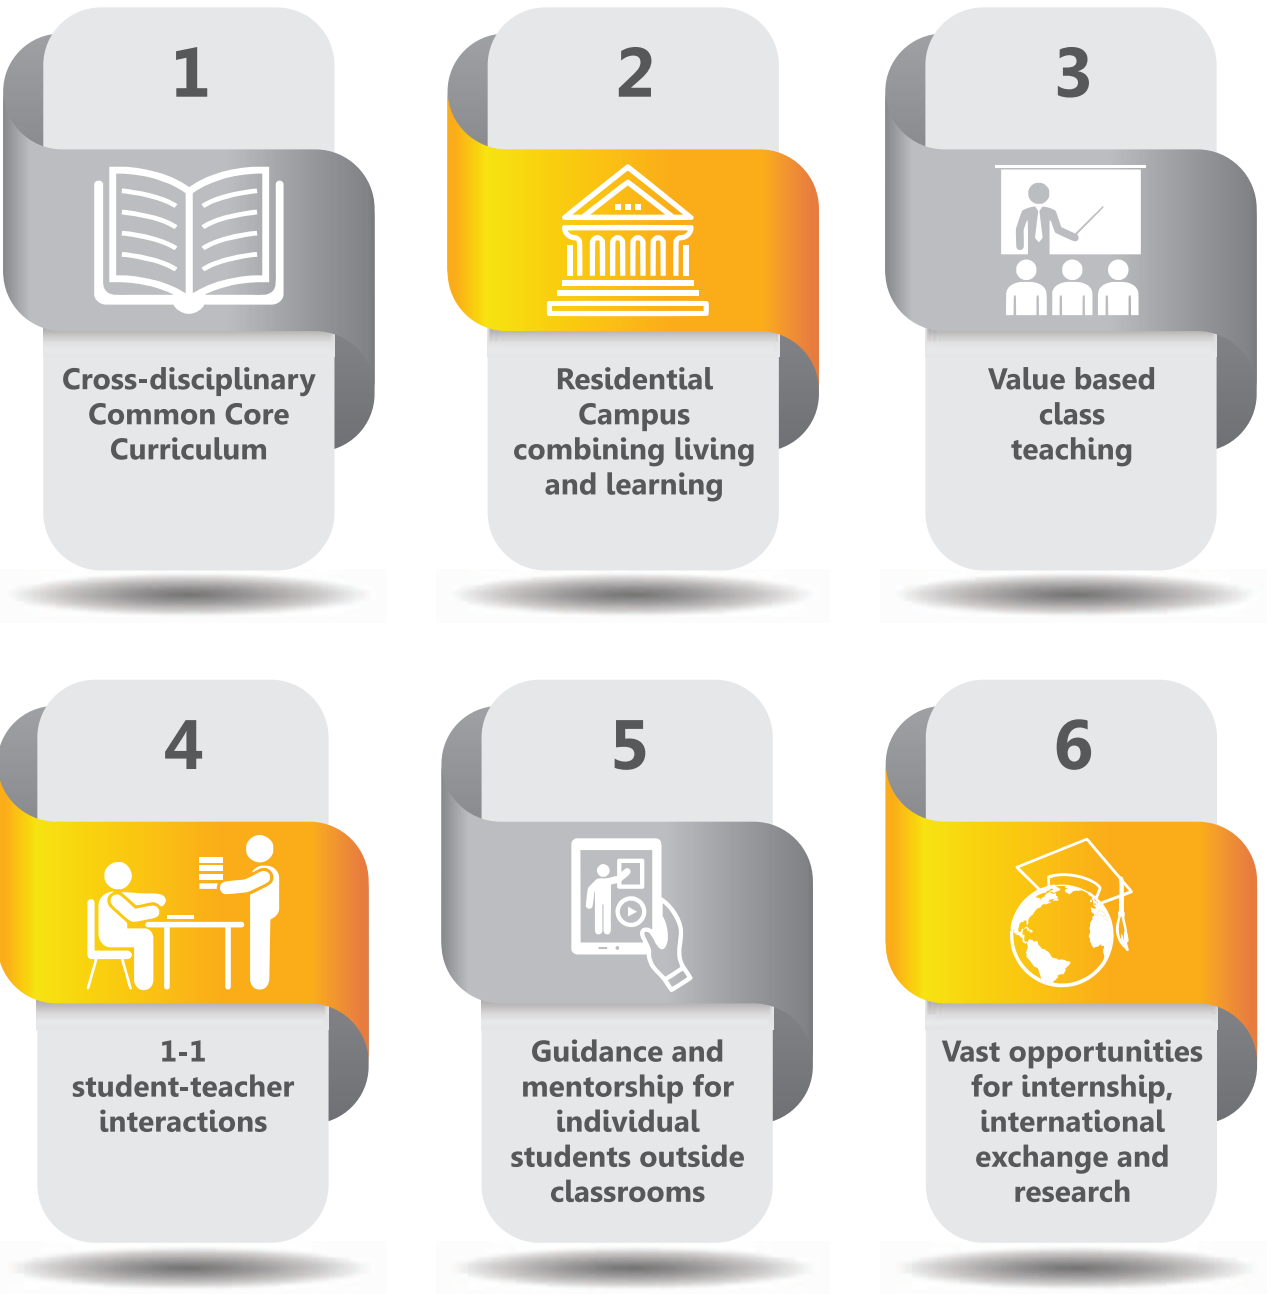 1
Cross-disciplinary
Common Core
Curriculum
2
Residential
Campus
combining living
and learning
3
Value based
class
teaching
4
1-1
student-teacher
interactions
5
Guidance and
mentorship for
individual
students outside
classrooms
6
Vast opportunities
for internship,
international
exchange and
research